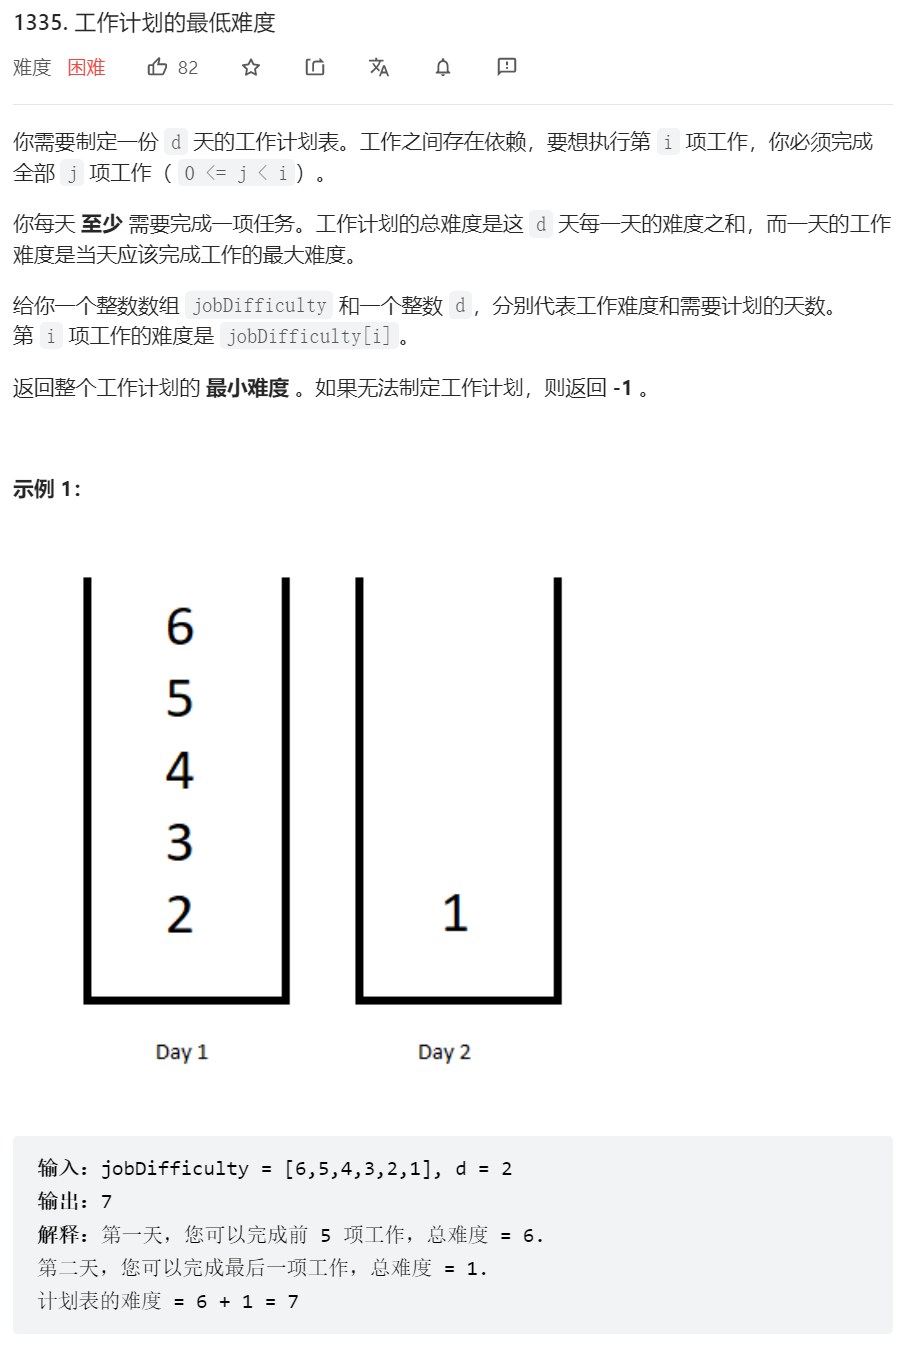 1335. 工作计划的最低难度
难度 困难 82
你需要制定一份 d 天的工作计划表。工作之间存在依赖，要想执行第 i 项工作，你必须完成
全部 j 项工作（ 0 <= j < i）。
你每天 至少 需要完成一项任务。工作计划的总难度是这 d 天每一天的难度之和，而一天的工作
难度是当天应该完成工作的最大难度。
给你一个整数数组 jobDifficulty 和一个整数 d，分别代表工作难度和需要计划的天数。
第 i 项工作的难度是 jobDifficulty[i]。
返回整个工作计划的 最小难度 。如果无法制定工作计划，则返回 -1 。
示例 1：
6
5
4
3
2
1
Day 1
Day 2
输入：jobDifficulty = [6,5,4,3,2,1], d = 2
输出：7
解释：第一天，您可以完成前 5 项工作，总难度 = 6.
第二天，您可以完成最后一项工作，总难度 = 1.
计划表的难度 = 6 + 1 = 7